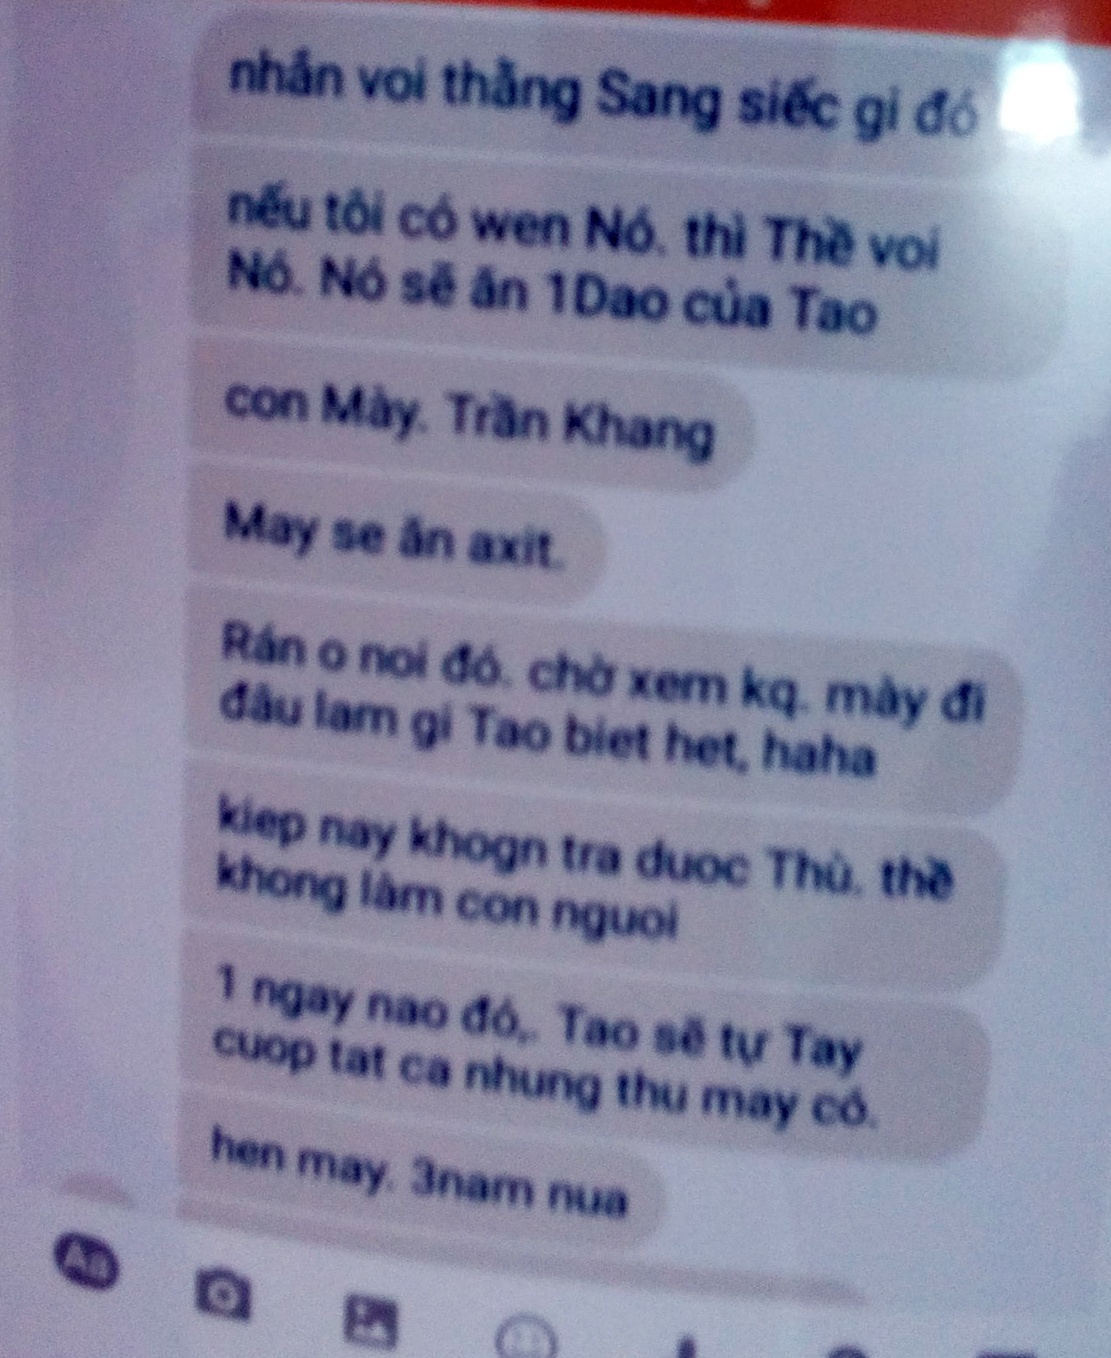 nhắn voi thằng Sang siếc gi đó
nếu tôi có wen Nó. thì Thề voi
Nó. Nó sẽ ăn 1Dao của Tao
con Mày. Trần Khang
May se ăn axit.
Rán o noi đó. chờ xem kq. mày đi
đâu lam gi Tao biet het, haha
kiep nay khogn tra duoc Thù. thề
khong làm con nguoi
1 ngay nao đó,. Tao sẽ tự Tay
cuop tat ca nhung thu may có.
hen may. 3nam nua
Aa